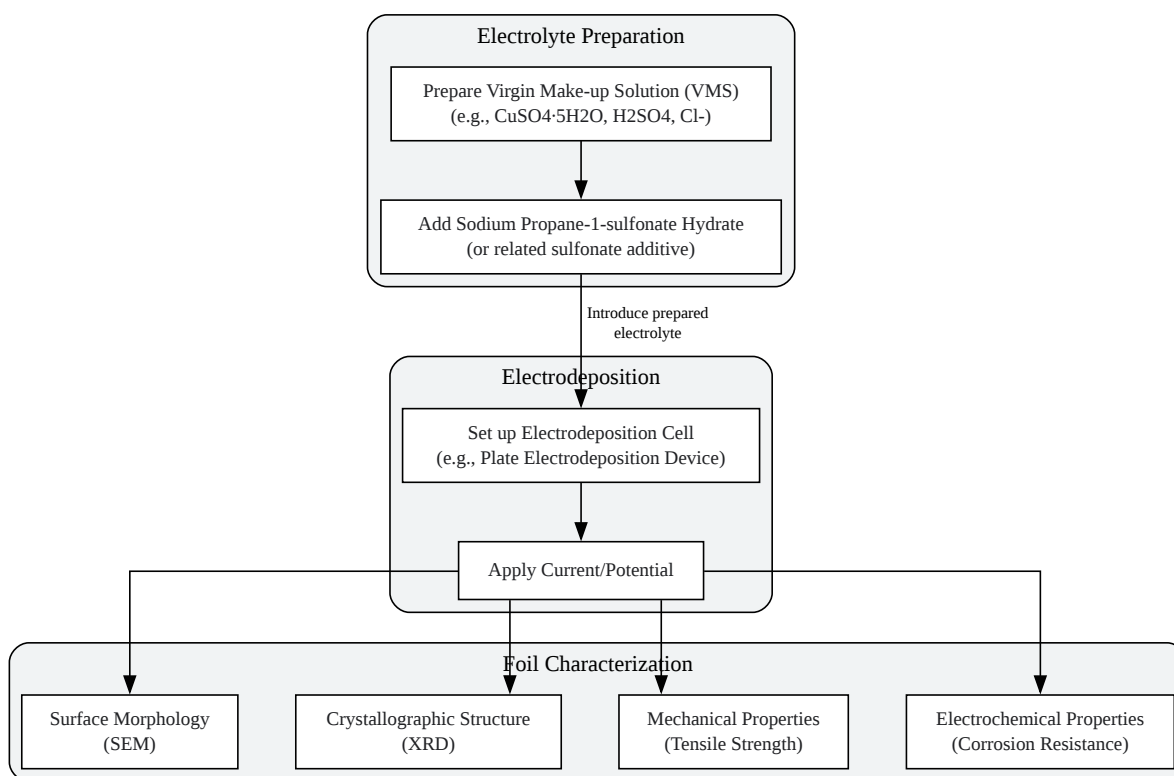 Electrolyte Preparation
Prepare Virgin Make-up Solution (VMS)
(e.g., CuSO4·5H2O, H2SO4, Cl-)
Add Sodium Propane-1-sulfonate Hydrate
(or related sulfonate additive)
Introduce prepared
electrolyte
Electrodeposition
Set up Electrodeposition Cell
(e.g., Plate Electrodeposition Device)
Apply Current/Potential
Foil Characterization
Surface Morphology
(SEM)
Crystallographic Structure
(XRD)
Mechanical Properties
(Tensile Strength)
Electrochemical Properties
(Corrosion Resistance)